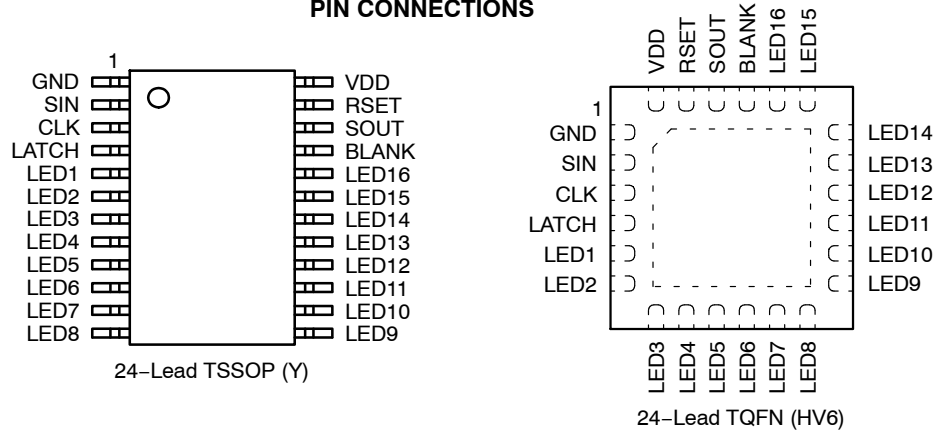 PIN CONNECTIONS
1
GND
SIN
CLK
LATCH
LED1
LED2
LED3
LED4
LED5
LED6
LED7
LED8
VDD
RSET
SOUT
BLANK
LED16
LED15
LED14
LED13
LED12
LED11
LED10
LED9
24−Lead TSSOP (Y)
VDD
RSET
SOUT
BLANK
LED16
LED15
1
GND
SIN
CLK
LATCH
LED1
LED2
LED14
LED13
LED12
LED11
LED10
LED9
LED3
LED4
LED5
LED6
LED7
LED8
24−Lead TQFN (HV6)